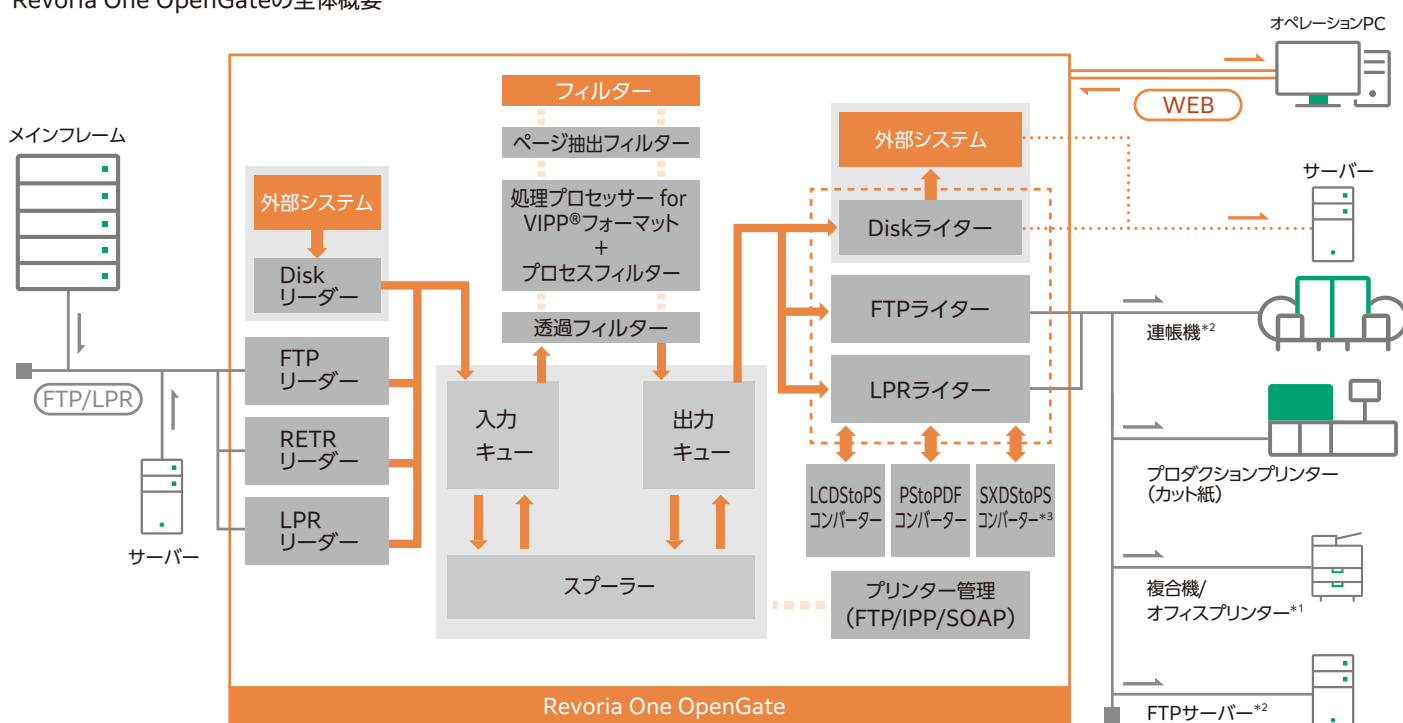 Revoria One OpenGateの全体概要
オペレーションPC
WEB
メインフレーム
サーバー
FTP/LPR
サーバー
外部システム
Disk
リーダー
FTP
リーダー
RETR
リーダー
LPR
リーダー
フィルター
ページ抽出フィルター
処理プロセッサー for
VIPP®フォーマット
+
プロセスフィルター
透過フィルター
入力
キュー
出力
キュー
スプーラー
外部システム
Diskライター
FTPライター
LPRライター
LCDStoPS
コンバーター
PStoPDF
コンバーター
SXDStoPS
コンバーター*3
プリンター管理
(FTP/IPP/SOAP)
連帳機*2
プロダクションプリンター
(カット紙)
複合機/
オフィスプリンター*1
FTPサーバー*2
Revoria One OpenGate